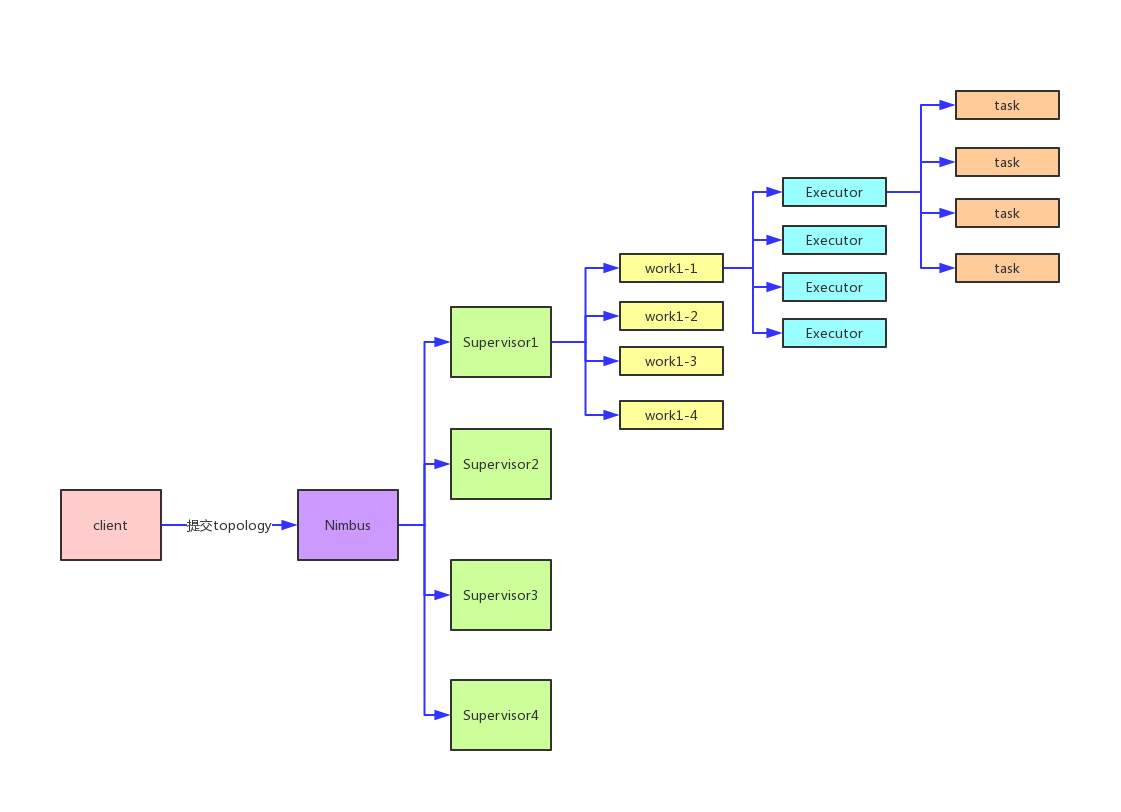 client
提交topology
Nimbus
Supervisor1
Supervisor2
Supervisor3
Supervisor4
work1-1
work1-2
work1-3
work1-4
Executor
Executor
Executor
Executor
task
task
task
task